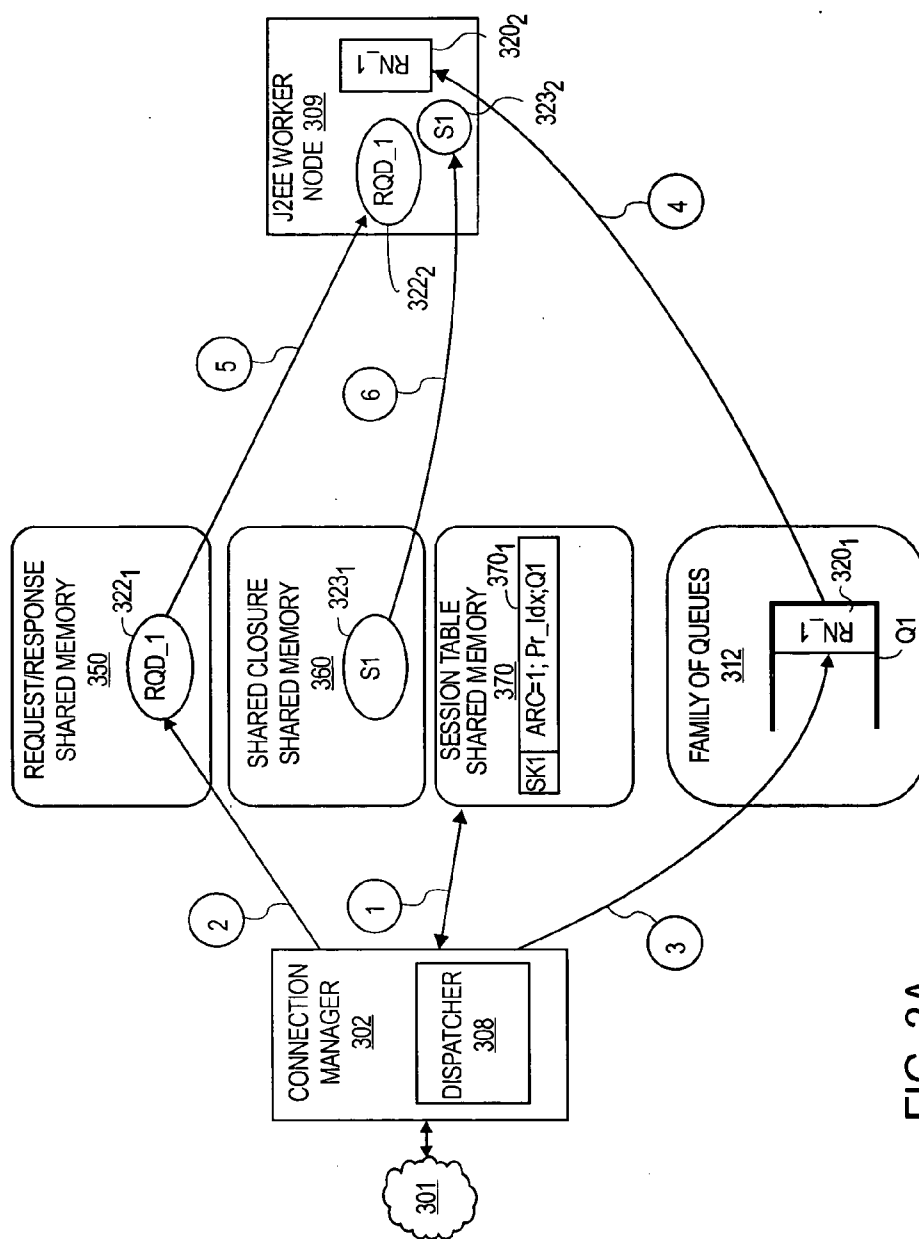 301
CONNECTION
MANAGER
302
DISPATCHER
308
2
1
3
REQUEST/RESPONSE
SHARED MEMORY
350
RQD_1
322₁
SHARED CLOSURE
SHARED MEMORY
360
S1
323₁
SESSION TABLE
SHARED MEMORY
370
370₁
SK1 ARC=1; Pr_Idx;Q1
FAMILY OF QUEUES
312
RN_1
320₁
Q1
5
6
4
J2EE WORKER
NODE 309
RQD_1
322₂
S1
323₂
RN_1
320₂
FIG. 3A